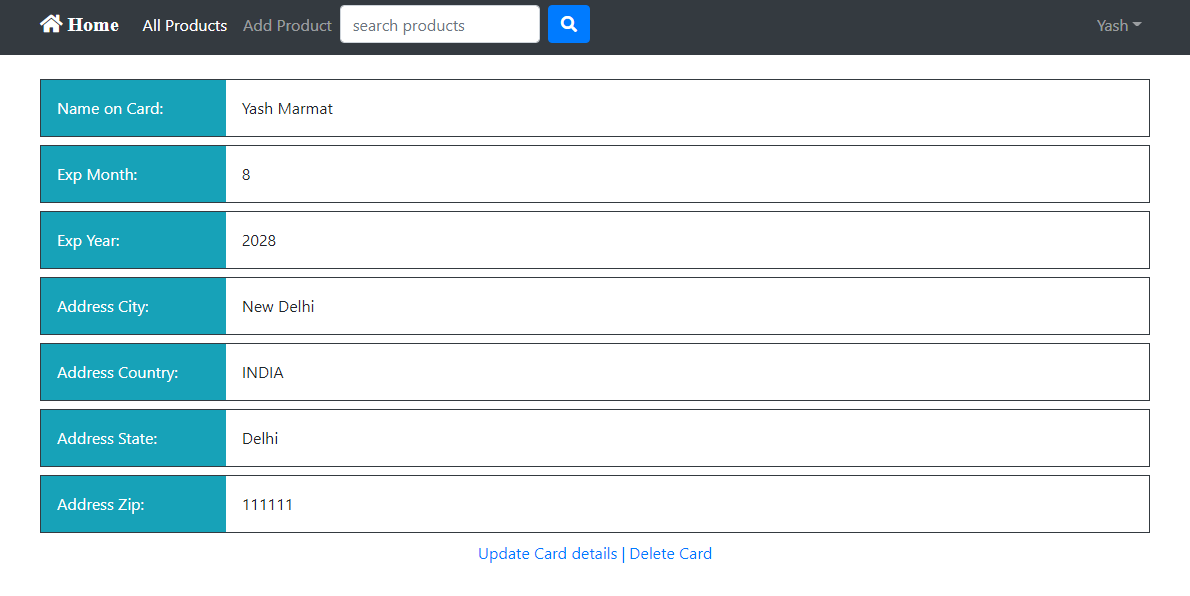 Home All Products Add Product search products Yash
Name on Card: Yash Marmat
Exp Month: 8
Exp Year: 2028
Address City: New Delhi
Address Country: INDIA
Address State: Delhi
Address Zip: 111111
Update Card details | Delete Card